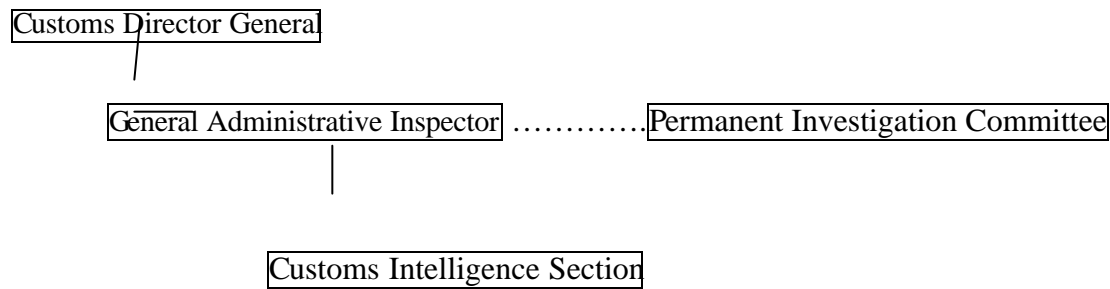 Customs Director General
General Administrative Inspector ………….Permanent Investigation Committee
Customs Intelligence Section